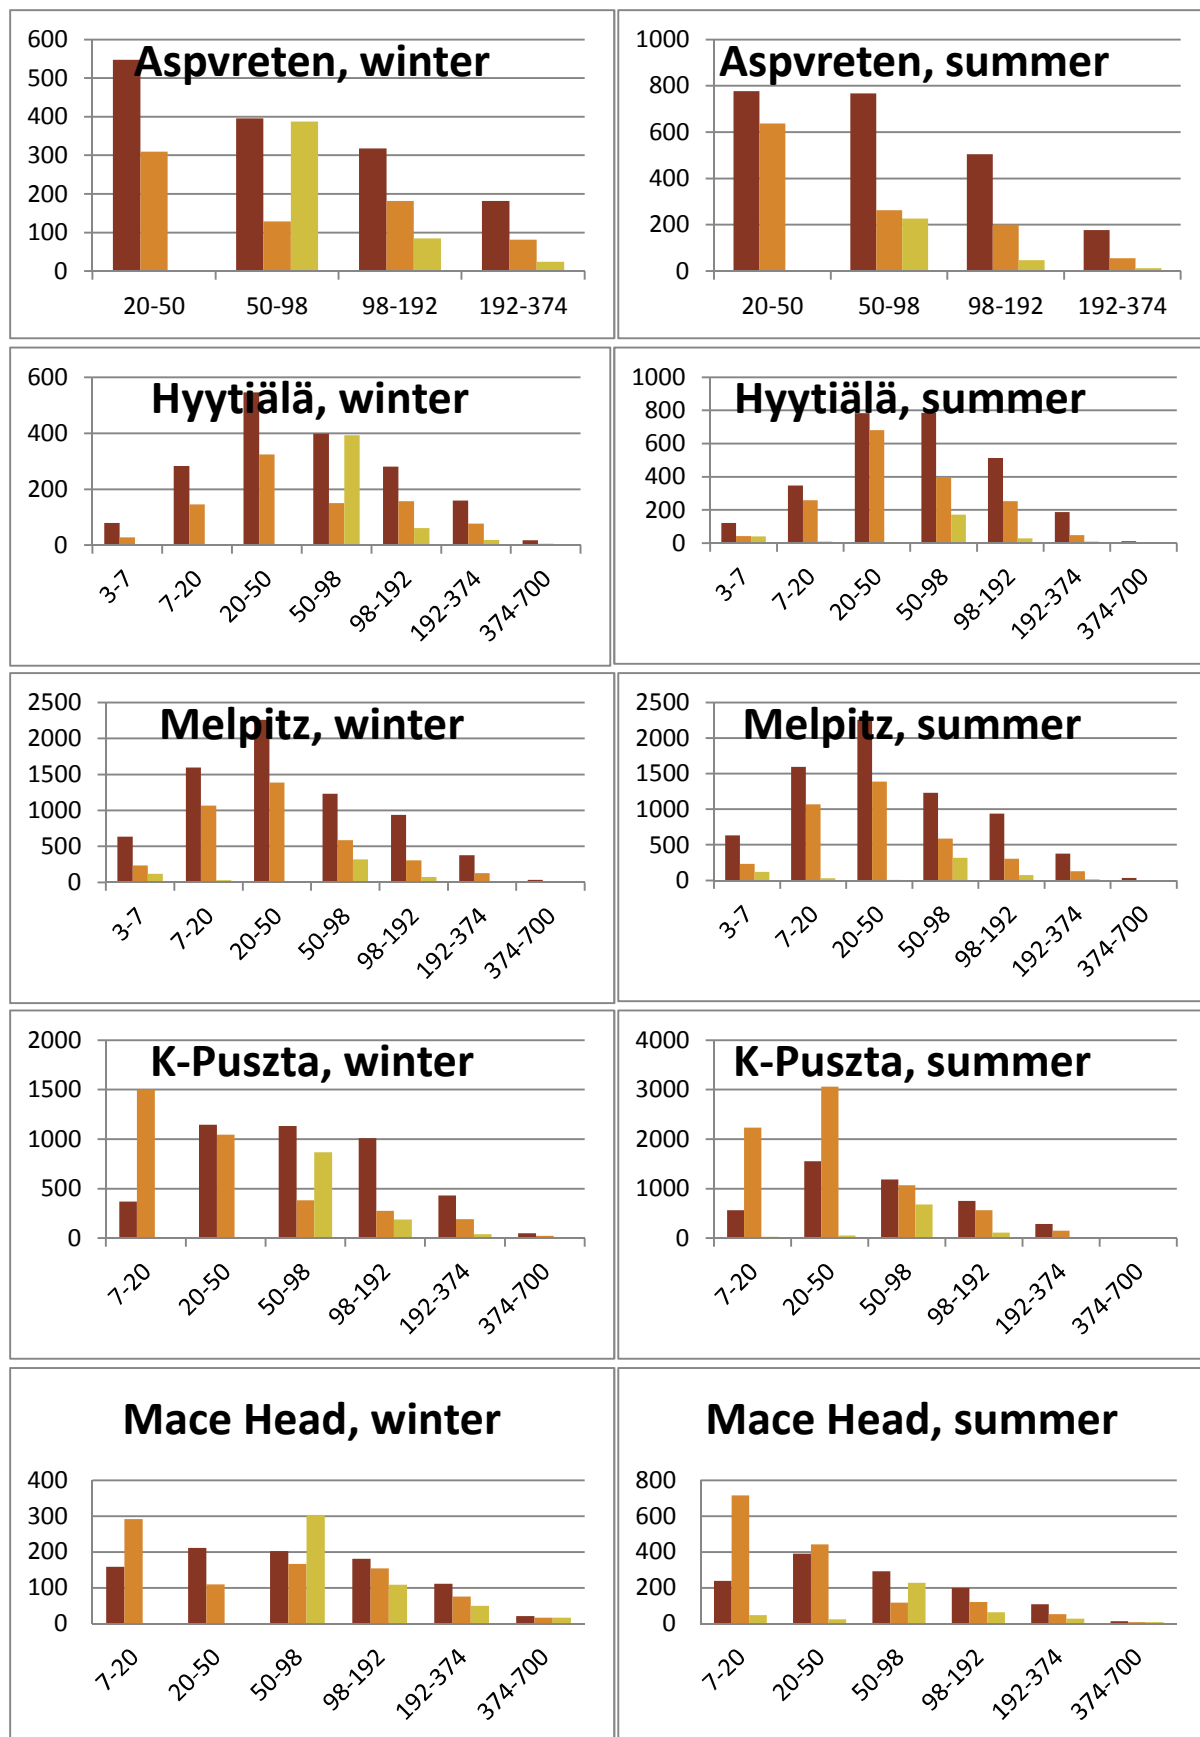 Aspvreten, winter
600
500
400
300
200
100
0
20-50 50-98 98-192 192-374
Aspvreten, summer
1000
800
600
400
200
0
20-50 50-98 98-192 192-374
Hyytiälä, winter
600
400
200
0
3-7 7-20 20-50 50-98 98-192 192-374 374-700
Hyytiälä, summer
1000
800
600
400
200
0
3-7 7-20 20-50 50-98 98-192 192-374 374-700
Melpitz, winter
2500
2000
1500
1000
500
0
3-7 7-20 20-50 50-98 98-192 192-374 374-700
Melpitz, summer
2500
2000
1500
1000
500
0
3-7 7-20 20-50 50-98 98-192 192-374 374-700
K-Puszta, winter
2000
1500
1000
500
0
7-20 20-50 50-98 98-192 192-374 374-700
K-Puszta, summer
4000
3000
2000
1000
0
7-20 20-50 50-98 98-192 192-374 374-700
Mace Head, winter
400
300
200
100
0
7-20 20-50 50-98 98-192 192-374 374-700
Mace Head, summer
800
600
400
200
0
7-20 20-50 50-98 98-192 192-374 374-700